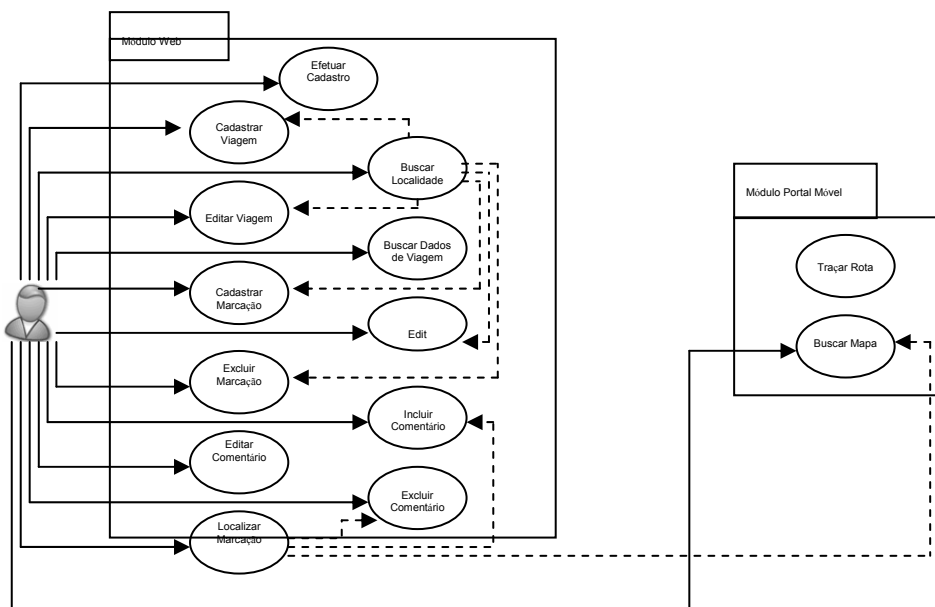 Módulo Web
Efetuar
Cadastro
Cadastrar
Viagem
Buscar
Localidade
Editar Viagem
Buscar Dados
de Viagem
Cadastrar
Marcação
Edit
Excluir
Marcação
Incluir
Comentário
Editar
Comentário
Excluir
Comentário
Localizar
Marcação
Módulo Portal Móvel
Traçar Rota
Buscar Mapa